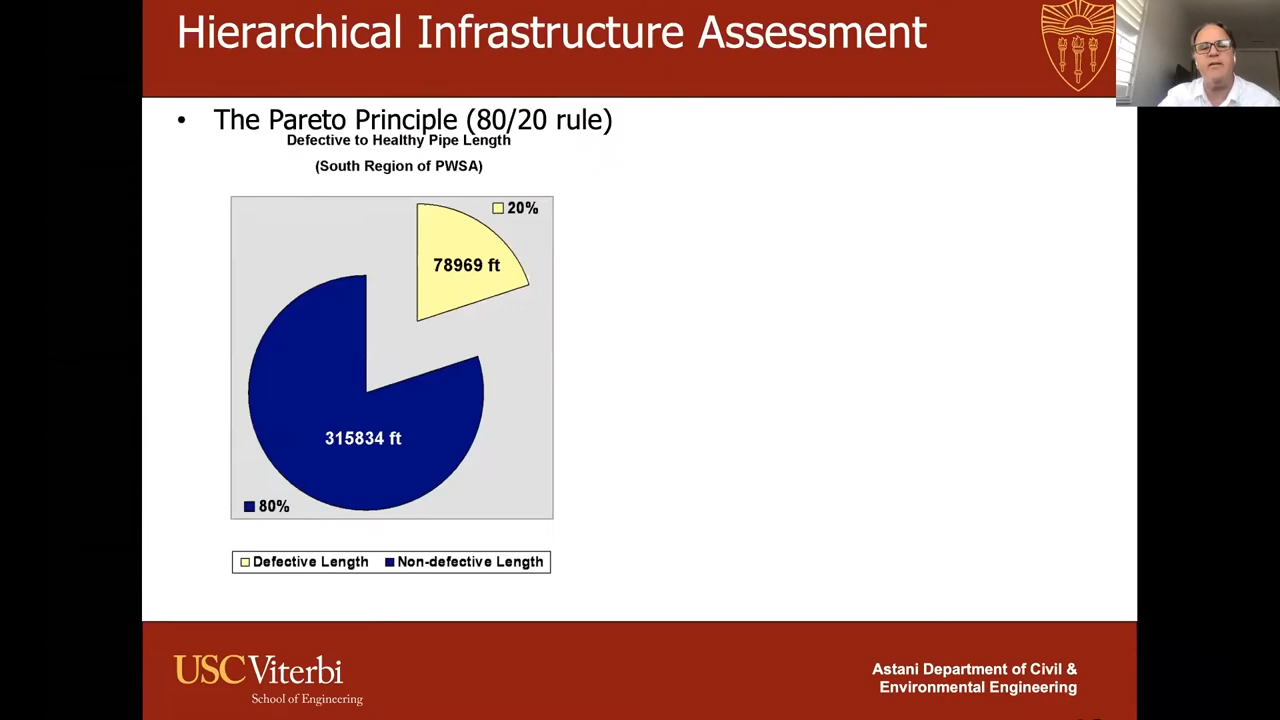 Hierarchical Infrastructure Assessment
• The Pareto Principle (80/20 rule)
Defective to Healthy Pipe Length
(South Region of PWSA)
20%
78969 ft
315834 ft
80%
Defective Length Non-defective Length
USC Viterbi
School of Engineering
Astani Department of Civil &
Environmental Engineering